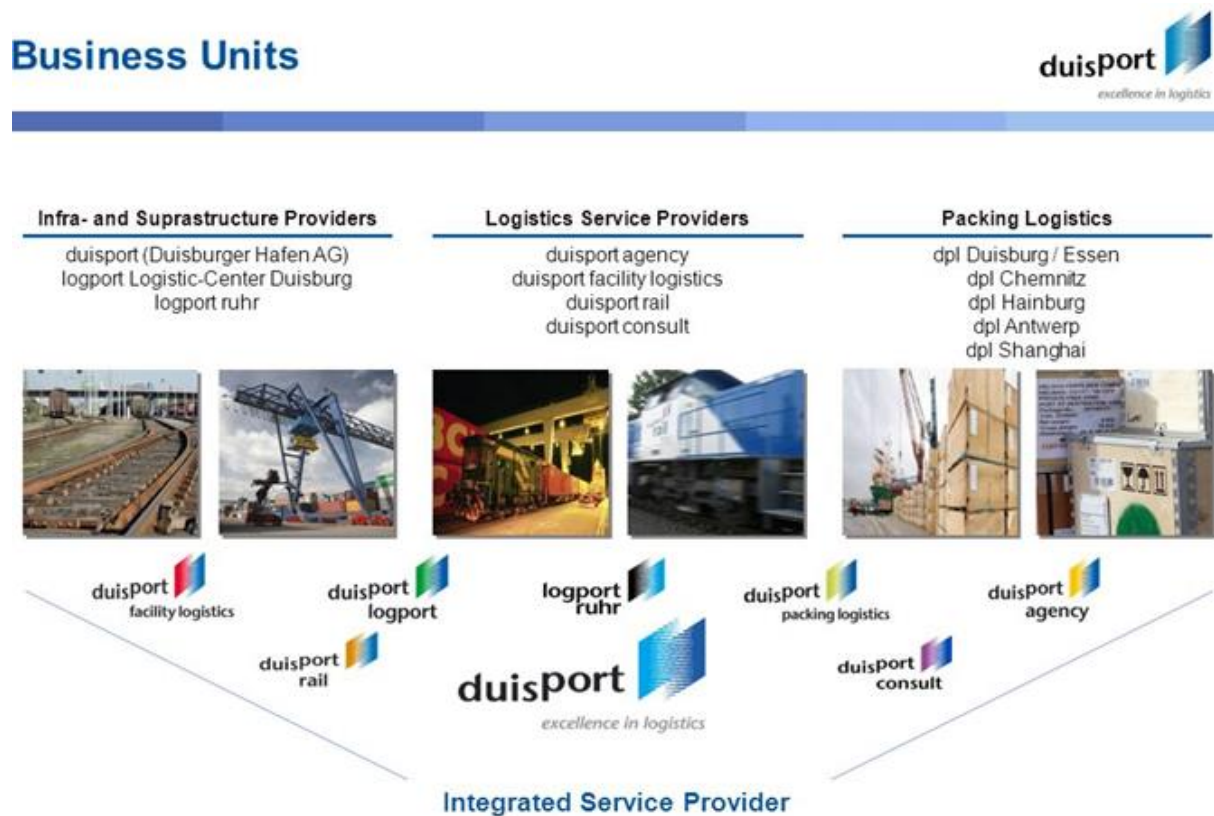 Business Units
duisport
excellence in logistics
Infra- and Suprastructure Providers
duisport (Duisburger Hafen AG)
logport Logistic-Center Duisburg
logport ruhr
Logistics Service Providers
duisport agency
duisport facility logistics
duisport rail
duisport consult
Packing Logistics
dpl Duisburg / Essen
dpl Chemnitz
dpl Hainburg
dpl Antwerp
dpl Shanghai
rail
duisport
facility logistics
duisport
logport
logport
ruhr
duisport
packing logistics
duisport
agency
duisport
rail
duisport
excellence in logistics
duisport
consult
Integrated Service Provider